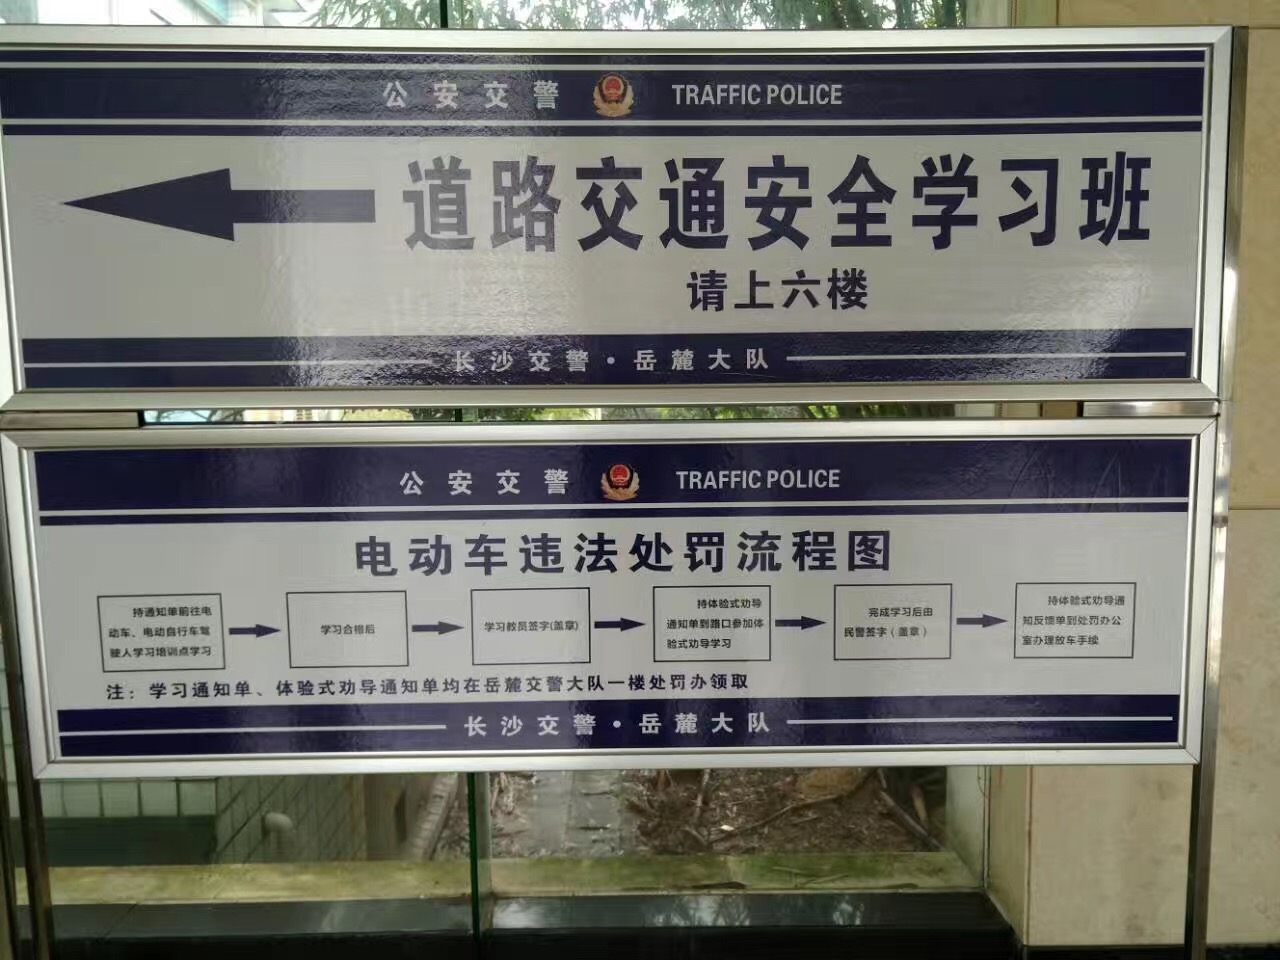 公安交警 TRAFFIC POLICE
道路交通安全学习班
请上六楼
长沙交警·岳麓大队
公安交警 TRAFFIC POLICE
电动车违法处罚流程图
持通知单前往电
动车、电动自行车驾
驶人学习培训点学习
学习合格后
学习教员签字(盖章)
持体验式劝导
通知单到路口参加体
验式劝导学习
完成学习后由
民警签字（盖章）
持体验式劝导通
知反馈单到处罚办公
室办理放车手续
注：学习通知单、体验式劝导通知单均在岳麓交警大队一楼处罚办领取
长沙交警·岳麓大队